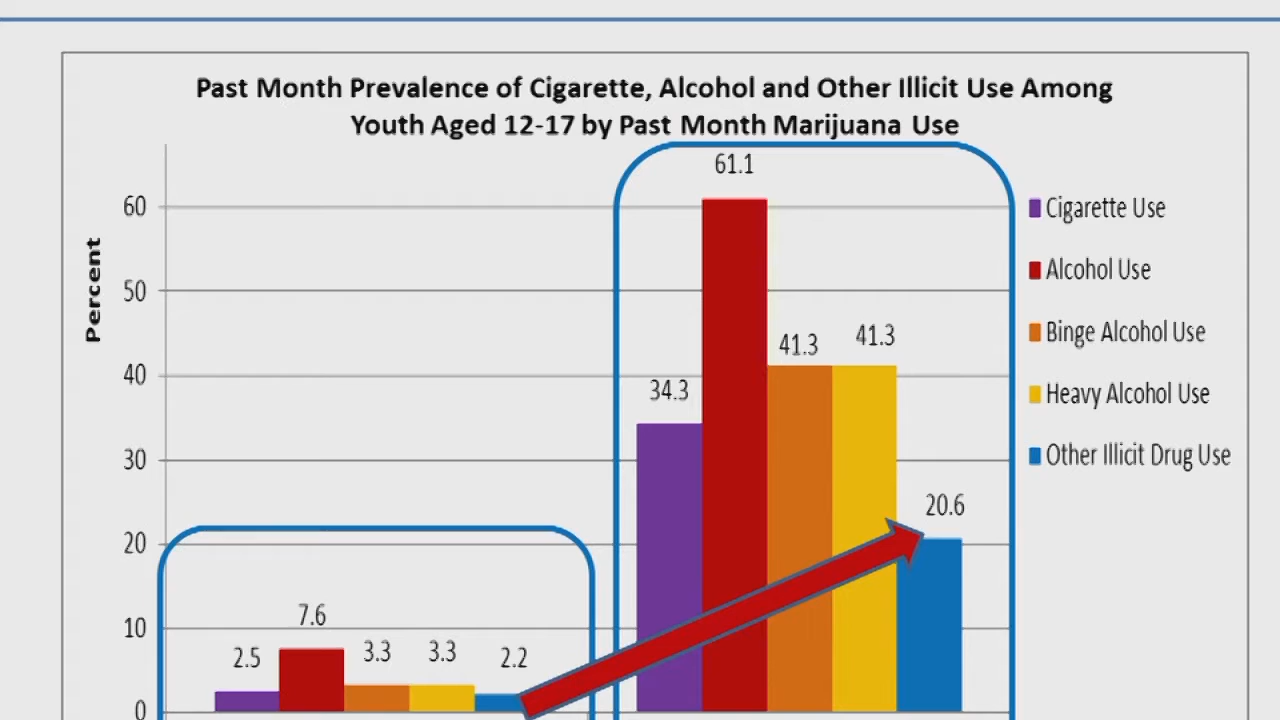 Past Month Prevalence of Cigarette, Alcohol and Other Illicit Use Among
Youth Aged 12-17 by Past Month Marijuana Use
Percent
60
50
40
30
20
10
0
2.5
7.6
3.3
3.3
2.2
34.3
61.1
41.3
41.3
20.6
Cigarette Use
Alcohol Use
Binge Alcohol Use
Heavy Alcohol Use
Other Illicit Drug Use